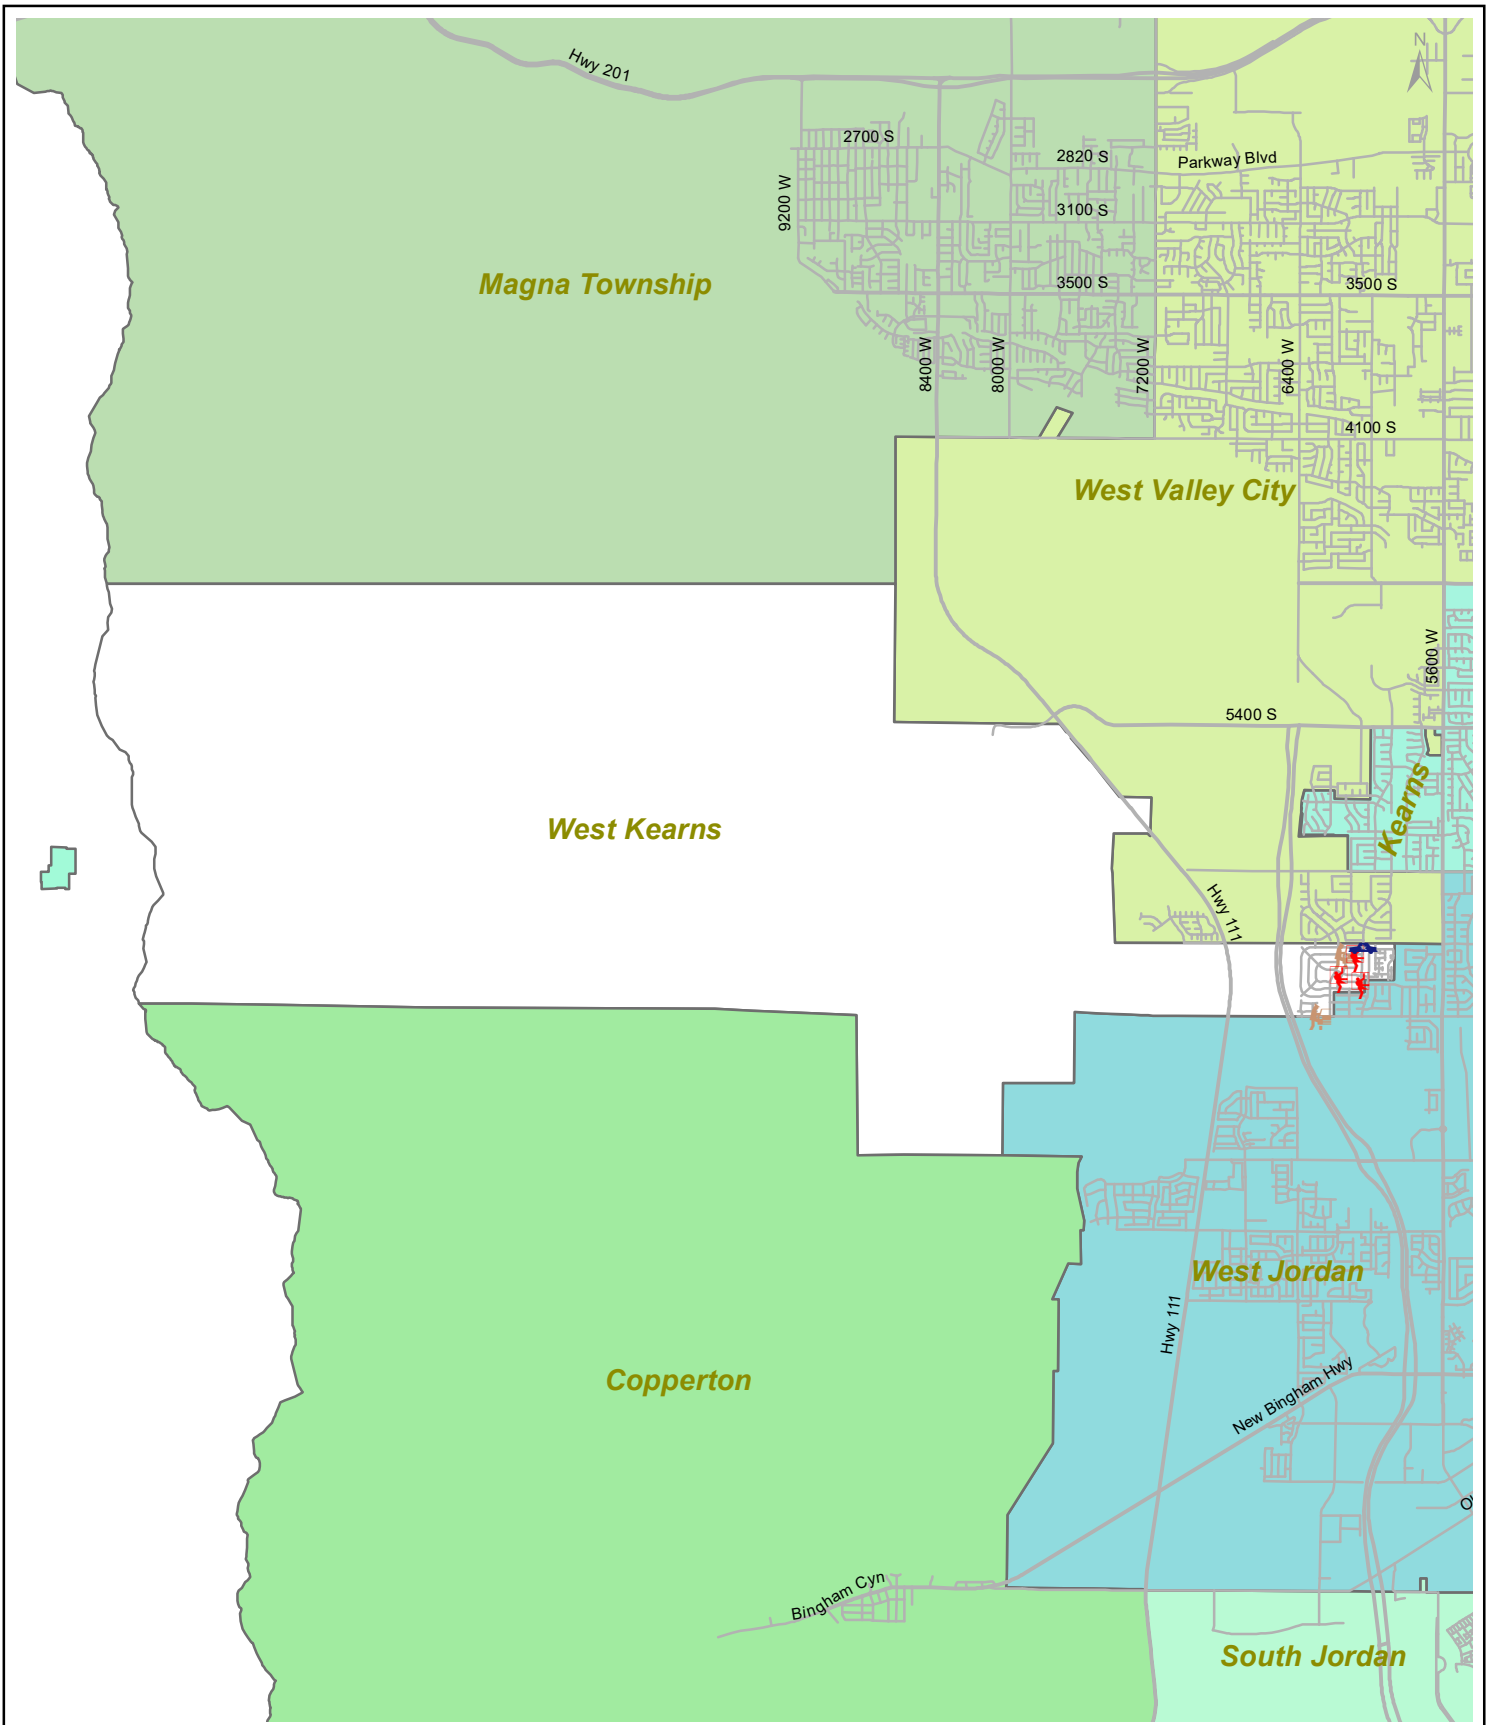 N
Hwy 201
2700 S
2820 S
Parkway Blvd
9200 W
3100 S
Magna Township
3500 S
3500 S
8400 W
8000 W
7200 W
6400 W
4100 S
West Valley City
5600 W
5400 S
Kearns
West Kearns
Hwy 111
West Jordan
Hwy 111
Copperton
New Bingham Hwy
Bingham Cyn
South Jordan